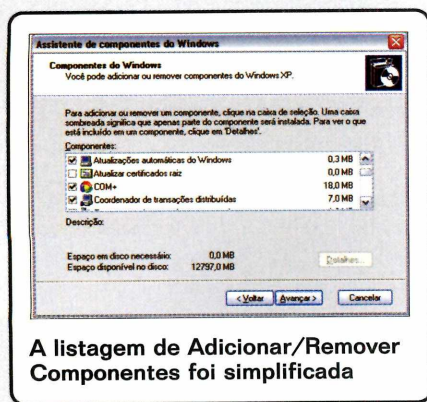 Assistente de componentes do Windows
Componentes do Windows
Você pode adicionar ou remover componentes do Windows XP.
Para adicionar ou remover um componente, clique na caixa de seleção. Uma caixa
sombreada significa que apenas parte do componente será instalada. Para ver o que
está incluído em um componente, clique em 'Detalhes'.
Componentes:
Atualizações automáticas do Windows 0,3 MB
Atualizar certificados raiz 0,0 MB
COM+ 18,0 MB
Coordenador de transações distribuídas 7,0 MB
Descrição:
Espaço em disco necessário: 0,0 MB
Espaço disponível no disco: 12797,0 MB
Detalhes...
< Voltar Avançar > Cancelar
A listagem de Adicionar/Remover
Componentes foi simplificada